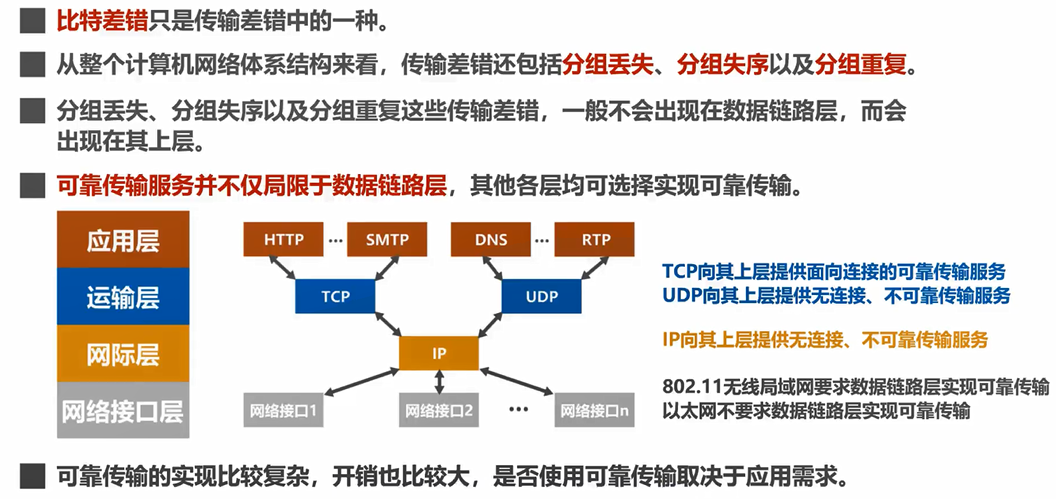 比特差错只是传输差错中的一种。
从整个计算机网络体系结构来看，传输差错还包括分组丢失、分组失序以及分组重复。
分组丢失、分组失序以及分组重复这些传输差错，一般不会出现在数据链路层，而会
出现在其上层。
可靠传输服务并不仅局限于数据链路层，其他各层均可选择实现可靠传输。
应用层
HTTP ··· SMTP DNS ··· RTP
TCP向其上层提供面向连接的可靠传输服务
运输层
TCP UDP
UDP向其上层提供无连接、不可靠传输服务
网际层
IP
IP向其上层提供无连接、不可靠传输服务
802.11无线局域网要求数据链路层实现可靠传输
网络接口层
网络接口1 网络接口2 ··· 网络接口n
以太网不要求数据链路层实现可靠传输
可靠传输的实现比较复杂，开销也比较大，是否使用可靠传输取决于应用需求。